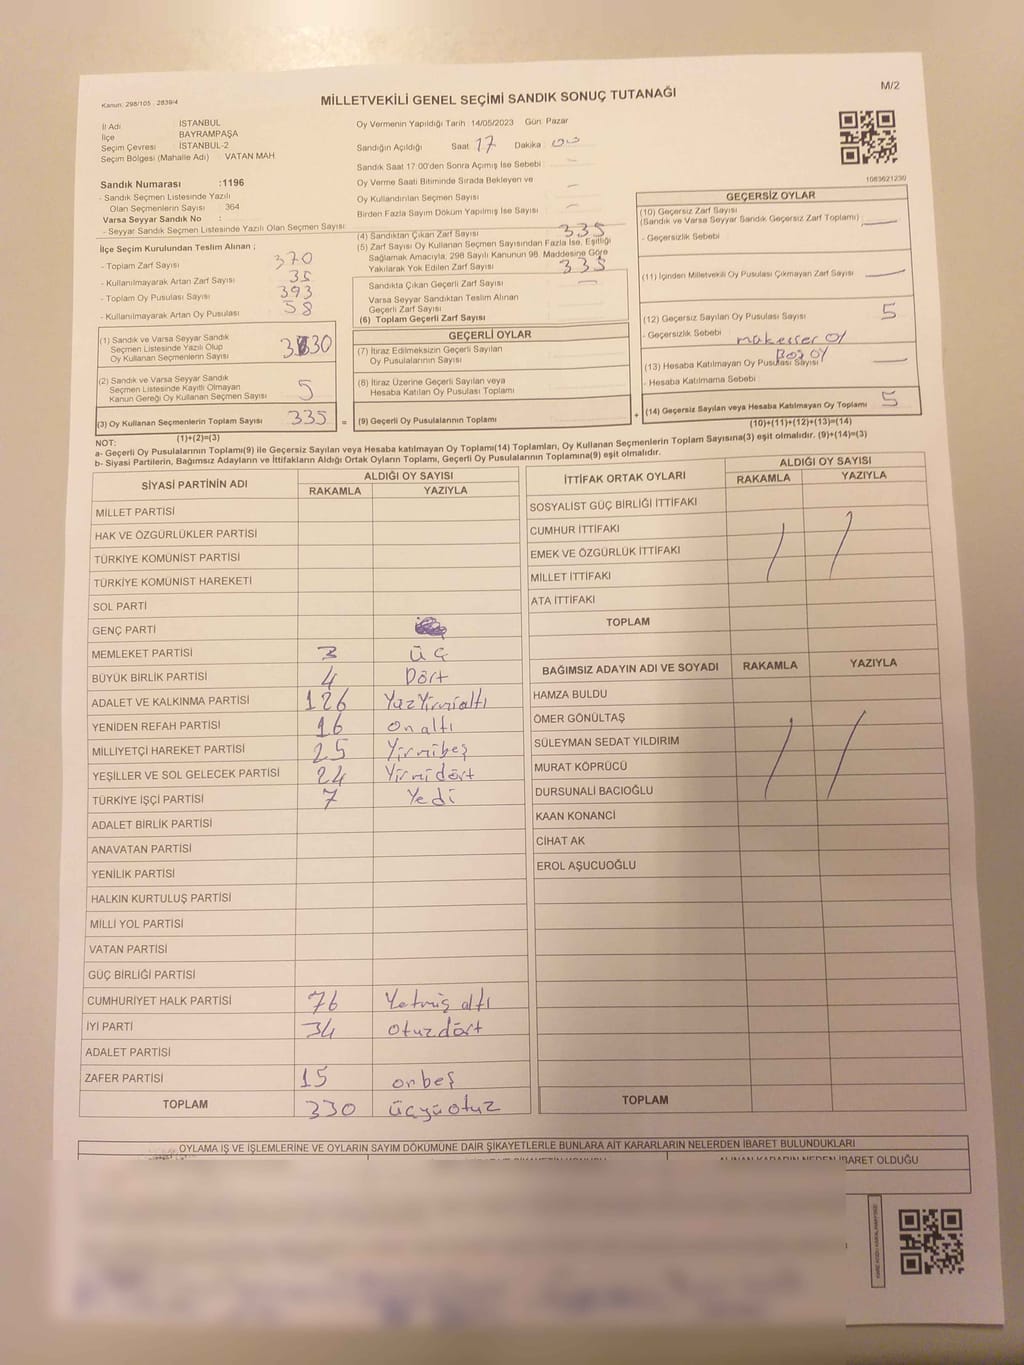 Kanun: 298/105 , 2839/4
MİLLETVEKİLİ GENEL SEÇİMİ SANDIK SONUÇ TUTANAĞI
M/2
İl Adı : İSTANBUL
İlçe : BAYRAMPAŞA
Seçim Çevresi : İSTANBUL-2
Seçim Bölgesi (Mahalle Adı) : VATAN MAH
Sandık Numarası :1196
- Sandık Seçmen Listesinde Yazılı
Olan Seçmenlerin Sayısı : 364
Varsa Seyyar Sandık No :
- Seyyar Sandık Seçmen Listesinde Yazılı Olan Seçmen Sayısı
İlçe Seçim Kurulundan Teslim Alınan ;
- Toplam Zarf Sayısı 370
- Kullanılmayarak Artan Zarf Sayısı 35
- Toplam Oy Pusulası Sayısı 393
- Kullanılmayarak Artan Oy Pusulası 58
(1) Sandık ve Varsa Seyyar Sandık
Seçmen Listesinde Yazılı Olup
Oy Kullanan Seçmenlerin Sayısı 330
(2) Sandık ve Varsa Seyyar Sandık
Seçmen Listesinde Kayıtlı Olmayan
Kanun Gereği Oy Kullanan Seçmen Sayısı 5
(3) Oy Kullanan Seçmenlerin Toplam Sayısı 335 =
(1)+(2)=(3)
Oy Vermenin Yapıldığı Tarih :14/05/2023 Gün: Pazar
Sandığın Açıldığı Saat 17 Dakika 00
Sandık Saat 17:00'den Sonra Açımış İse Sebebi : -
Oy Verme Saati Bitiminde Sırada Bekleyen ve
Oy Kullandırılan Seçmen Sayısı -
Birden Fazla Sayım Döküm Yapılmış İse Sayısı -
(4) Sandıktan Çıkan Zarf Sayısı 335
(5) Zarf Sayısı Oy Kullanan Seçmen Sayısından Fazla İse, Eşitliği
Sağlamak Amacıyla, 298 Sayılı Kanunun 98. Maddesine Göre
Yakılarak Yok Edilen Zarf Sayısı 335
Sandıkta Çıkan Geçerli Zarf Sayısı -
Varsa Seyyar Sandıktan Teslim Alınan
Geçerli Zarf Sayısı
(6) Toplam Geçerli Zarf Sayısı
GEÇERLİ OYLAR
(7) İtiraz Edilmeksizin Geçerli Sayılan
Oy Pusulalarının Sayısı
(8) İtiraz Üzerine Geçerli Sayılan veya
Hesaba Katılan Oy Pusulası Toplamı
(9) Geçerli Oy Pusulalarının Toplamı +
1083621230
GEÇERSİZ OYLAR
(10) Geçersiz Zarf Sayısı
(Sandık ve Varsa Seyyar Sandık Geçersiz Zarf Toplamı)
- Geçersizlik Sebebi
(11) İçinden Milletvekili Oy Pusulası Çıkmayan Zarf Sayısı
(12) Geçersiz Sayılan Oy Pusulası Sayısı 5
- Geçersizlik Sebebi
Boş oy
(13) Hesaba Katılmayan Oy Pusulası Sayısı
- Hesaba Katılmama Sebebi
(14) Geçersiz Sayılan veya Hesaba Katılmayan Oy Toplamı 5
(10)+(11)+(12)+(13)=(14)
NOT:
a- Geçerli Oy Pusulalarının Toplamı(9) ile Geçersiz Sayılan veya Hesaba katılmayan Oy Toplamı(14) Toplamları, Oy Kullanan Seçmenlerin Toplam Sayısına(3) eşit olmalıdır. (9)+(14)=(3)
b- Siyasi Partilerin, Bağımsız Adayların ve İttifakların Aldığı Ortak Oyların Toplamı, Geçerli Oy Pusulalarının Toplamına(9) eşit olmalıdır.
SİYASİ PARTİNİN ADI ALDIĞI OY SAYISI
RAKAMLA YAZIYLA
MİLLET PARTİSİ
HAK VE ÖZGÜRLÜKLER PARTİSİ
TÜRKİYE KOMÜNİST PARTİSİ
TÜRKİYE KOMÜNİST HAREKETİ
SOL PARTİ
GENÇ PARTİ
MEMLEKET PARTİSİ 3 üç
BÜYÜK BİRLİK PARTİSİ 4 Dört
ADALET VE KALKINMA PARTİSİ 126 YuzYirmialtı
YENİDEN REFAH PARTİSİ 16 on altı
MİLLİYETÇİ HAREKET PARTİSİ 25 Yirmibeş
YEŞİLLER VE SOL GELECEK PARTİSİ 24 Yirmidört
TÜRKİYE İŞÇİ PARTİSİ 7 Yedi
ADALET BİRLİK PARTİSİ
ANAVATAN PARTİSİ
YENİLİK PARTİSİ
HALKIN KURTULUŞ PARTİSİ
MİLLİ YOL PARTİSİ
VATAN PARTİSİ
GÜÇ BİRLİĞİ PARTİSİ
CUMHURİYET HALK PARTİSİ 76 Yetmiş altı
İYİ PARTİ 34 otuzdört
ADALET PARTİSİ
ZAFER PARTİSİ 15 onbeş
TOPLAM 330 üçyüotuz
İTTİFAK ORTAK OYLARI ALDIĞI OY SAYISI
RAKAMLA YAZIYLA
SOSYALİST GÜÇ BİRLİĞİ İTTİFAKI
CUMHUR İTTİFAKI
EMEK VE ÖZGÜRLÜK İTTİFAKI
MİLLET İTTİFAKI
ATA İTTİFAKI
TOPLAM
BAĞIMSIZ ADAYIN ADI VE SOYADI RAKAMLA YAZIYLA
HAMZA BULDU
ÖMER GÖNÜLTAŞ
SÜLEYMAN SEDAT YILDIRIM
MURAT KÖPRÜCÜ
DURSUNALİ BACIOĞLU
KAAN KONANCİ
CİHAT AK
EROL AŞUCUOĞLU
TOPLAM
OYLAMA İŞ VE İŞLEMLERİNE VE OYLARIN SAYIM DÖKÜMÜNE DAİR ŞİKAYETLERLE BUNLARA AİT KARARLARIN NELERDEN İBARET BULUNDUKLARI
ALINAN KARARIN NEDEN İBARET OLDUĞU